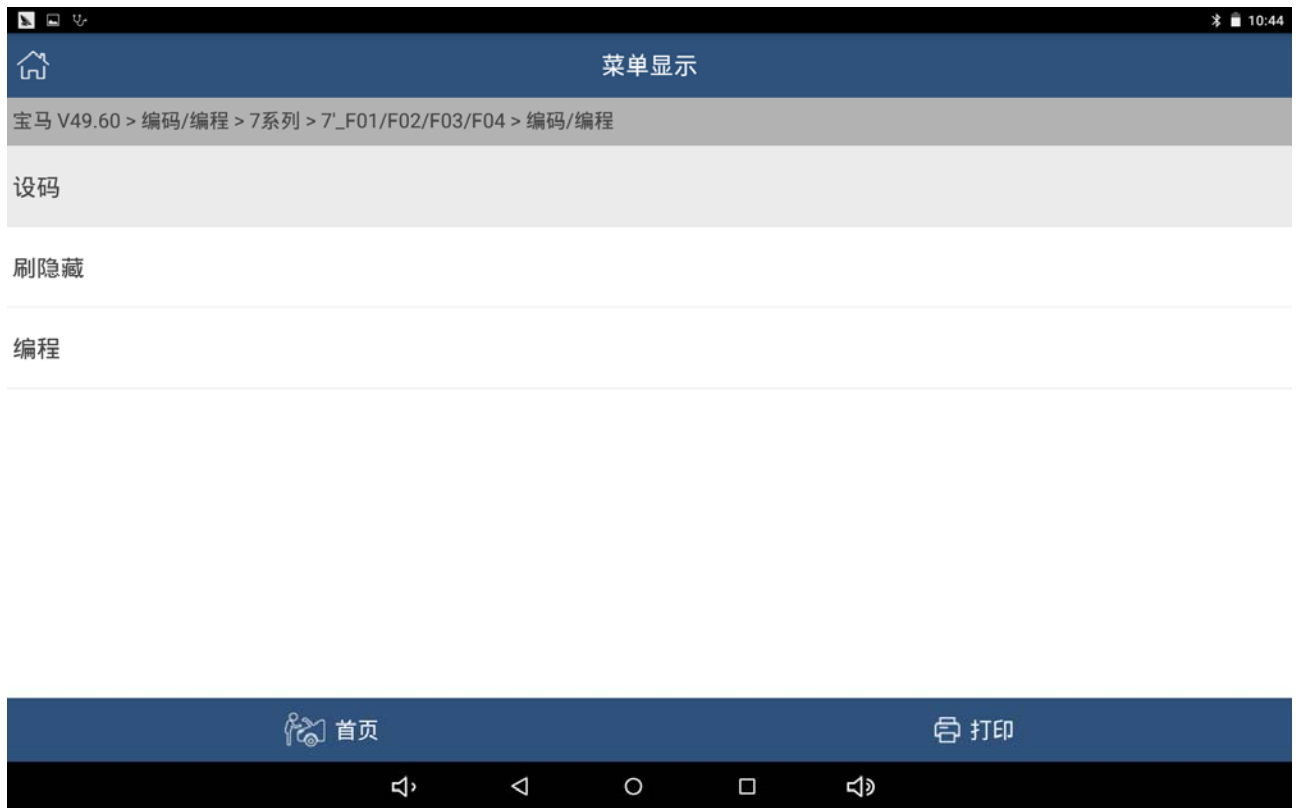 10:44
菜单显示
宝马 V49.60 > 编码/编程 > 7系列 > 7'_F01/F02/F03/F04 > 编码/编程
设码
刷隐藏
编程
首页
打印